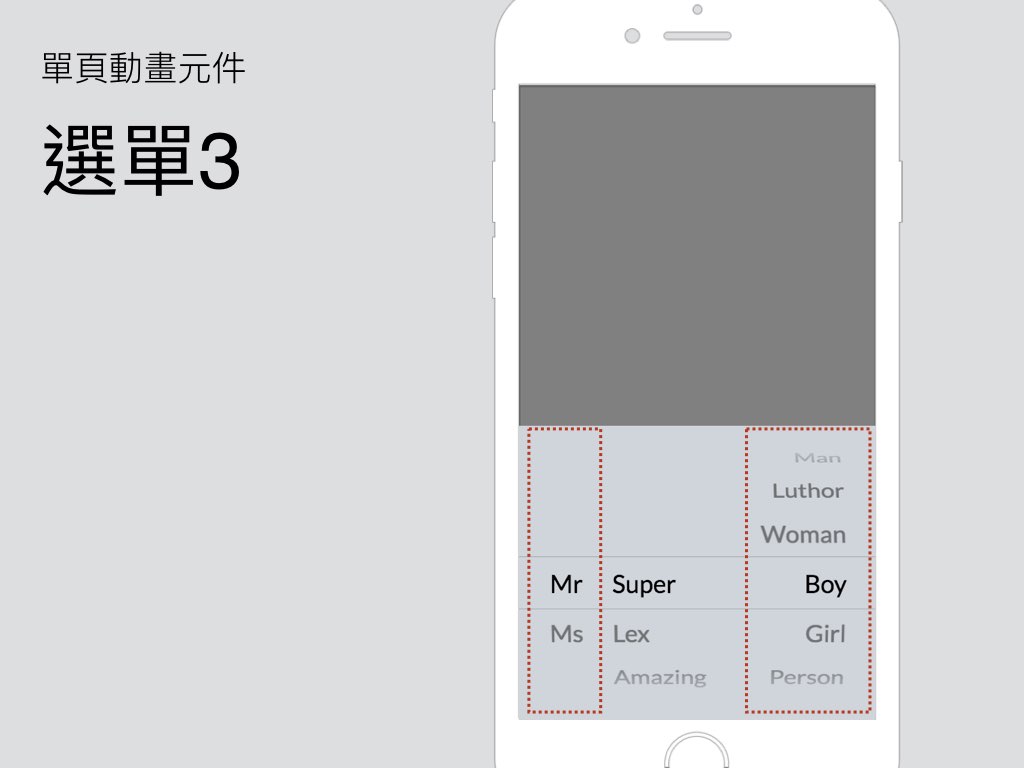 單頁動畫元件
選單3
Man
Luthor
Woman
Mr Super Boy
Ms Lex Girl
Amazing Person